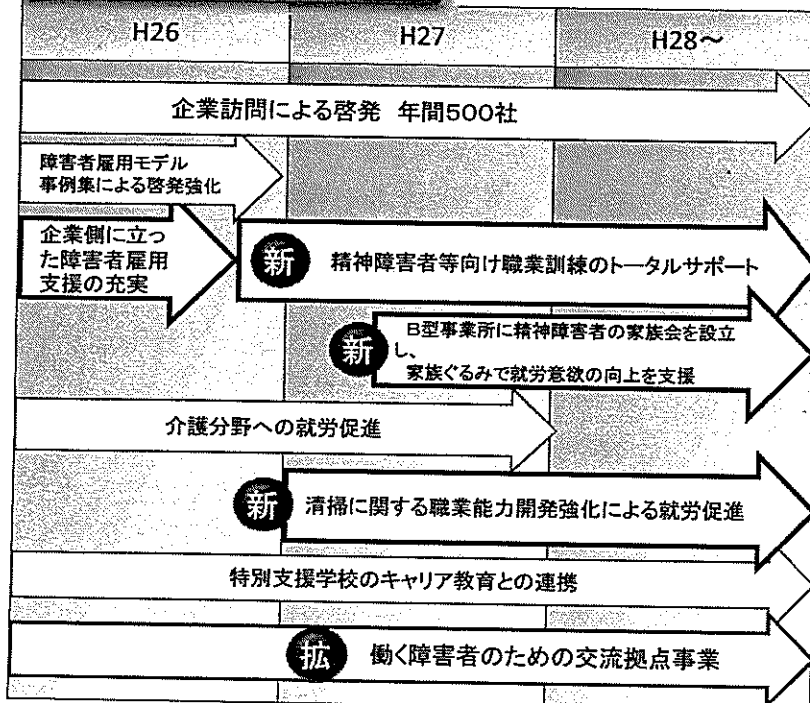 H26
H27
H28～
企業訪問による啓発 年間500社
障害者雇用モデル
事例集による啓発強化
企業側に立っ
た障害者雇用
支援の充実
新
精神障害者等向け職業訓練のトータルサポート
新
B型事業所に精神障害者の家族会を設立
し、
家族ぐるみで就労意欲の向上を支援
介護分野への就労促進
新
清掃に関する職業能力開発強化による就労促進
特別支援学校のキャリア教育との連携
拡
働く障害者のための交流拠点事業